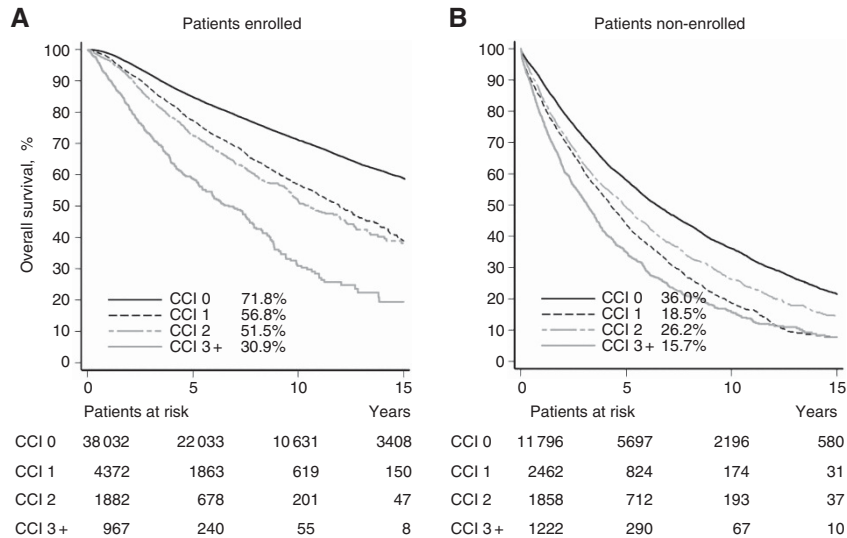 A
Patients enrolled
Overall survival, %
100
90
80
70
60
50
40
30
20
10
0
CCI 0 71.8%
CCI 1 56.8%
CCI 2 51.5%
CCI 3+ 30.9%
0 5 10 15
Patients at risk Years
CCI 0 38 032 22 033 10 631 3408
CCI 1 4372 1863 619 150
CCI 2 1882 678 201 47
CCI 3+ 967 240 55 8
B
Patients non-enrolled
100
90
80
70
60
50
40
30
20
10
0
CCI 0 36.0%
CCI 1 18.5%
CCI 2 26.2%
CCI 3+ 15.7%
0 5 10 15
Patients at risk Years
CCI 0 11 796 5697 2196 580
CCI 1 2462 824 174 31
CCI 2 1858 712 193 37
CCI 3+ 1222 290 67 10